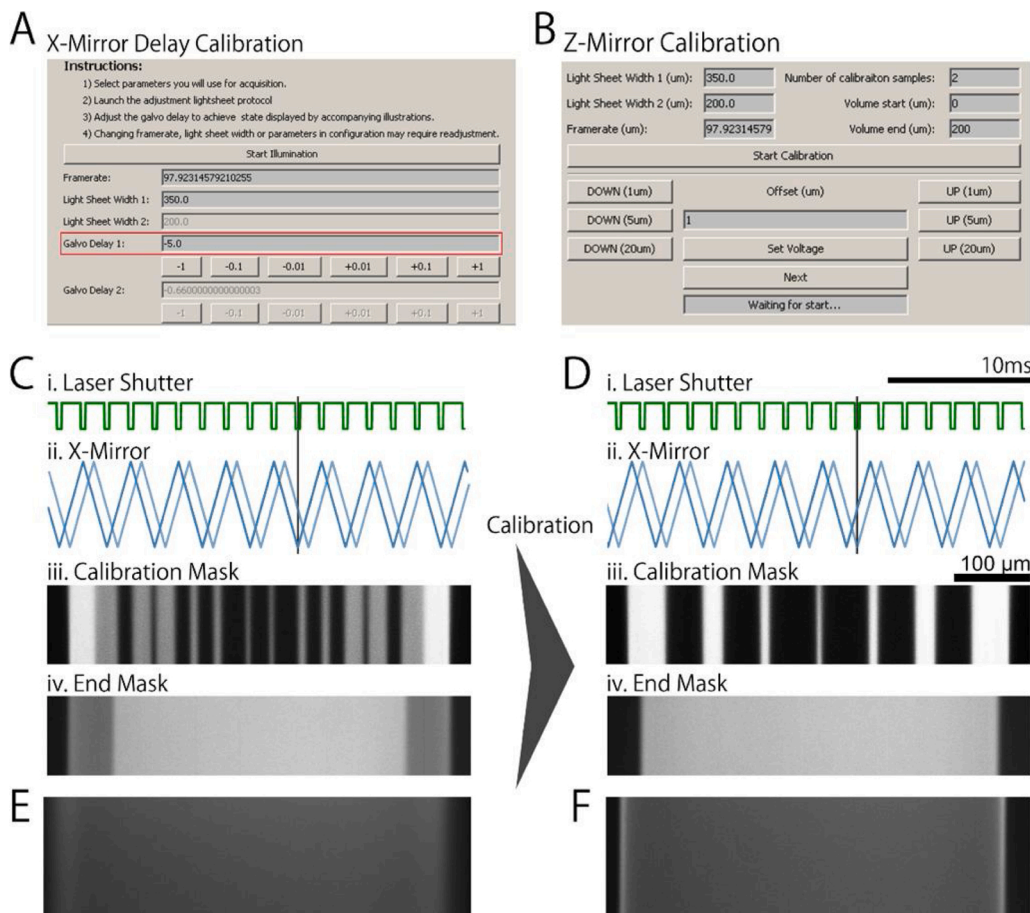 A X-Mirror Delay Calibration
Instructions:
1) Select parameters you will use for acquisition.
2) Launch the adjustment lightsheet protocol
3) Adjust the galvo delay to achieve state displayed by accompanying illustrations.
4) Changing framerate, light sheet width or parameters in configuration may require readjustment.
Start Illumination
Framerate: 97.92314579210255
Light Sheet Width 1: 350.0
Light Sheet Width 2: 200.0
Galvo Delay 1: -5.0
-1 -0.1 -0.01 +0.01 +0.1 +1
Galvo Delay 2: -0.6600000000000003
-1 -0.1 -0.01 +0.01 +0.1 +1
B Z-Mirror Calibration
Light Sheet Width 1 (um): 350.0 Number of calibraiton samples: 2
Light Sheet Width 2 (um): 200.0 Volume start (um): 0
Framerate (um): 97.92314579 Volume end (um): 200
Start Calibration
DOWN (1um) Offset (um) UP (1um)
DOWN (5um) 1 UP (5um)
DOWN (20um) Set Voltage UP (20um)
Next
Waiting for start...
C i. Laser Shutter
ii. X-Mirror
iii. Calibration Mask
iv. End Mask
Calibration
D i. Laser Shutter
10ms
ii. X-Mirror
iii. Calibration Mask
100 µm
iv. End Mask
E
F